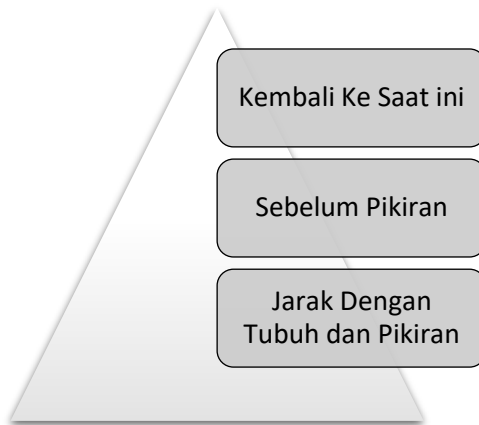 Kembali Ke Saat ini
Sebelum Pikiran
Jarak Dengan
Tubuh dan Pikiran